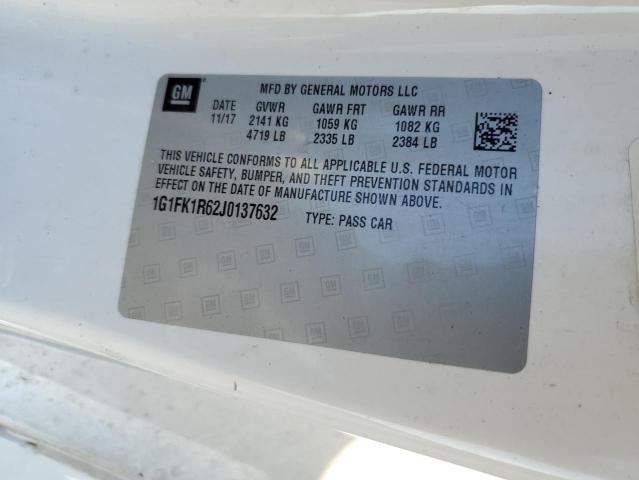 GM
MFD BY GENERAL MOTORS LLC
DATE GVWR GAWR FRT GAWR RR
11/17 2141 KG 1059 KG 1082 KG
4719 LB 2335 LB 2384 LB
THIS VEHICLE CONFORMS TO ALL APPLICABLE U.S. FEDERAL MOTOR
VEHICLE SAFETY, BUMPER, AND THEFT PREVENTION STANDARDS IN
EFFECT ON THE DATE OF MANUFACTURE SHOWN ABOVE.
1G1FK1R62J0137632 TYPE: PASS CAR